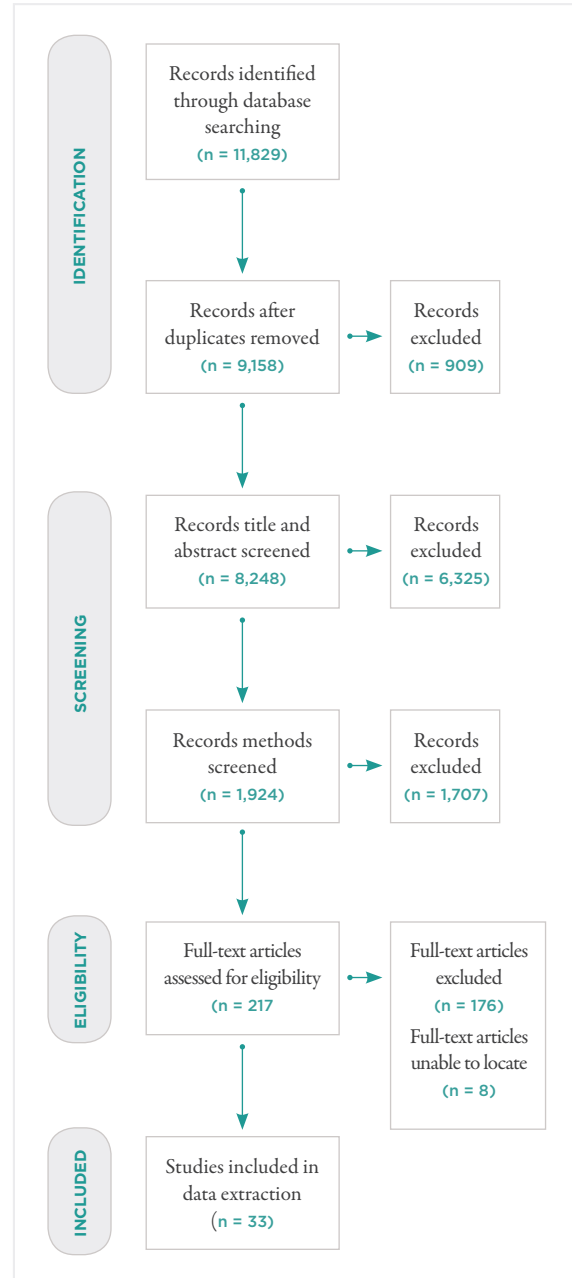 IDENTIFICATION
Records identified
through database
searching
(n = 11,829)
Records after
duplicates removed
(n = 9,158)
Records
excluded
(n = 909)
SCREENING
Records title and
abstract screened
(n = 8,248)
Records
excluded
(n = 6,325)
Records methods
screened
(n = 1,924)
Records
excluded
(n = 1,707)
ELIGIBILITY
Full-text articles
assessed for eligibility
(n = 217
Full-text articles
excluded
(n = 176)
Full-text articles
unable to locate
(n = 8)
INCLUDED
Studies included in
data extraction
(n = 33)